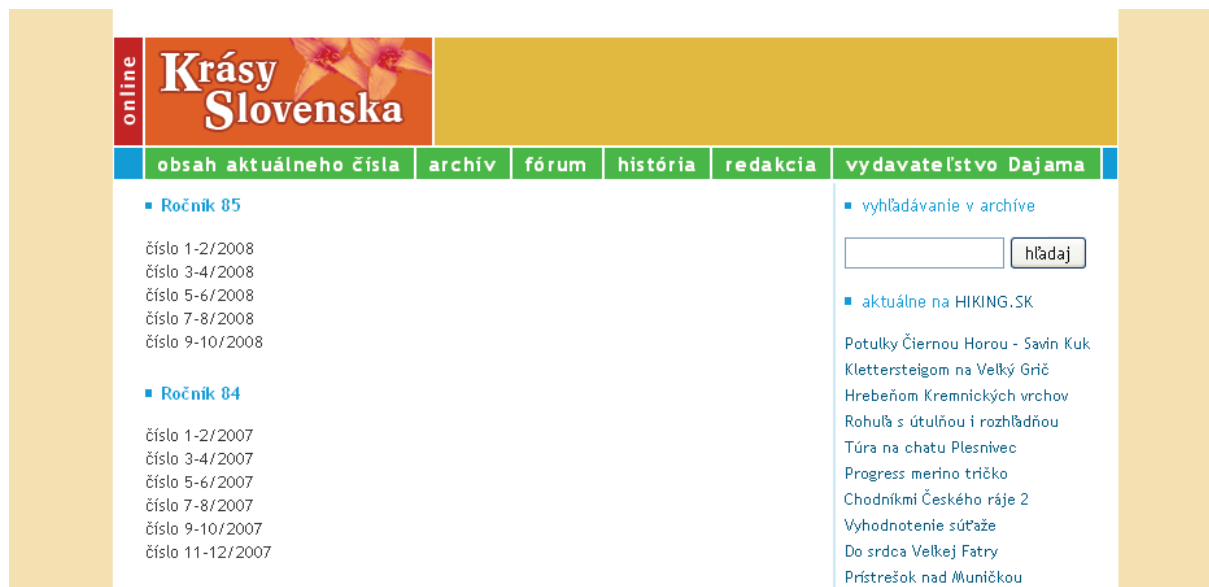 online
Krásy
Slovenska
obsah aktuálneho čísla archív fórum história redakcia vydavateľstvo Dajama
Ročník 85
číslo 1-2/2008
číslo 3-4/2008
číslo 5-6/2008
číslo 7-8/2008
číslo 9-10/2008
Ročník 84
číslo 1-2/2007
číslo 3-4/2007
číslo 5-6/2007
číslo 7-8/2007
číslo 9-10/2007
číslo 11-12/2007
vyhľadávanie v archíve
hľadaj
aktuálne na HIKING.SK
Potulky Čiernou Horou - Savin Kuk
Klettersteigom na Veľký Grič
Hrebeňom Kremnických vrchov
Rohuľa s útulňou i rozhľadňou
Túra na chatu Plesnivec
Progress merino tričko
Chodníkmi Českého ráje 2
Vyhodnotenie súťaže
Do srdca Veľkej Fatry
Prístrešok nad Muničkou